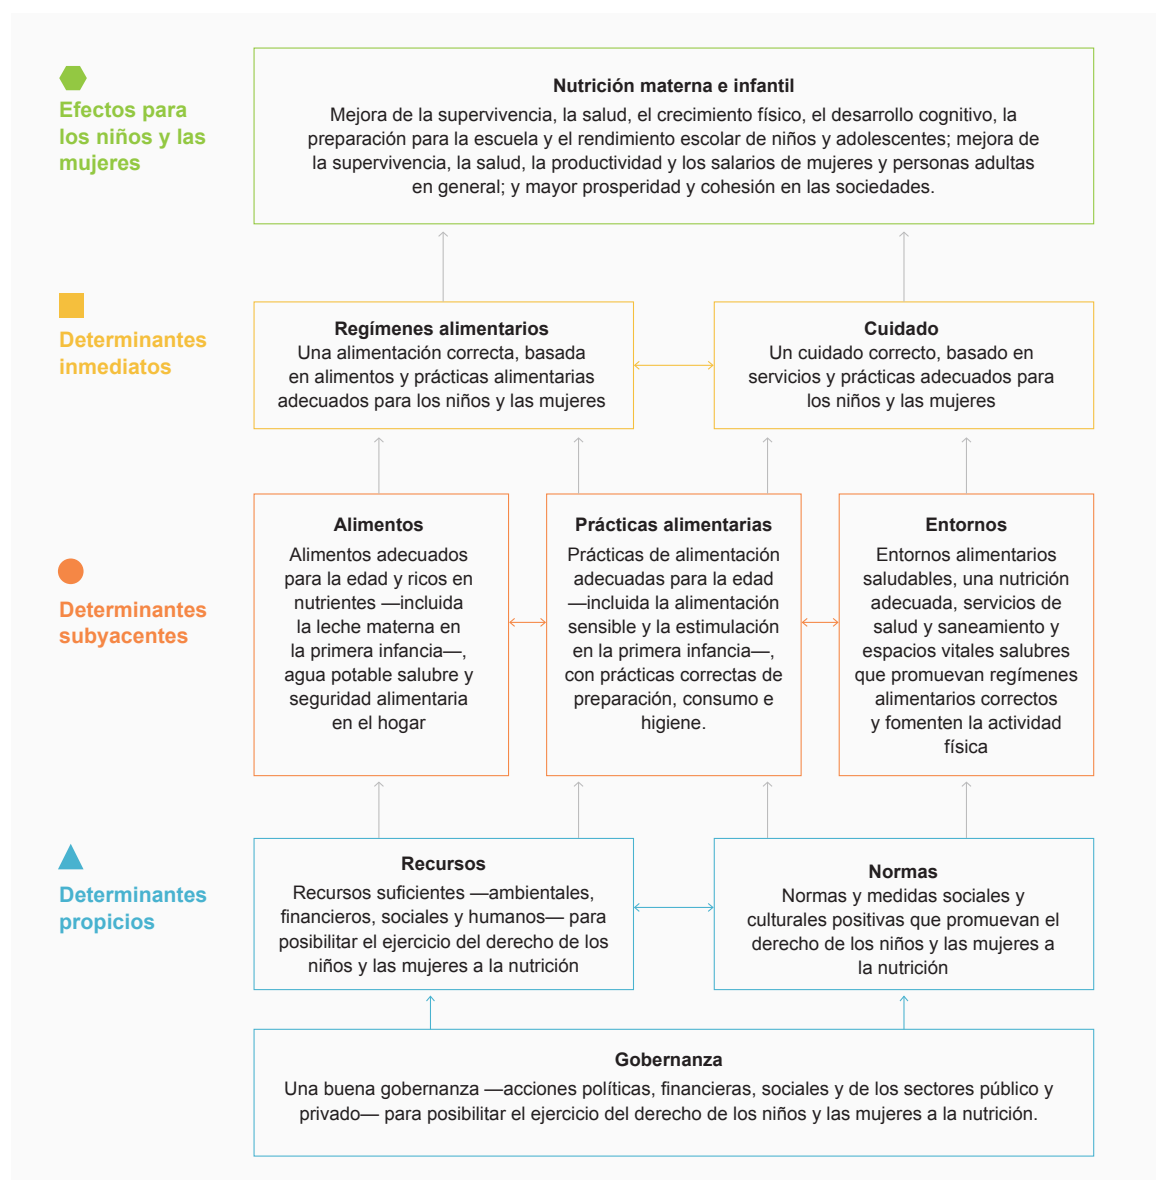 Efectos para
los niños y las
mujeres
Nutrición materna e infantil
Mejora de la supervivencia, la salud, el crecimiento físico, el desarrollo cognitivo, la
preparación para la escuela y el rendimiento escolar de niños y adolescentes; mejora de
la supervivencia, la salud, la productividad y los salarios de mujeres y personas adultas
en general; y mayor prosperidad y cohesión en las sociedades.
Determinantes
inmediatos
Regímenes alimentarios
Una alimentación correcta, basada
en alimentos y prácticas alimentarias
adecuados para los niños y las mujeres
Cuidado
Un cuidado correcto, basado en
servicios y prácticas adecuados para
los niños y las mujeres
Determinantes
subyacentes
Alimentos
Alimentos adecuados
para la edad y ricos en
nutrientes —incluida
la leche materna en
la primera infancia—,
agua potable salubre y
seguridad alimentaria
en el hogar
Prácticas alimentarias
Prácticas de alimentación
adecuadas para la edad
—incluida la alimentación
sensible y la estimulación
en la primera infancia—,
con prácticas correctas de
preparación, consumo e
higiene.
Entornos
Entornos alimentarios
saludables, una nutrición
adecuada, servicios de
salud y saneamiento y
espacios vitales salubres
que promuevan regímenes
alimentarios correctos
y fomenten la actividad
física
Determinantes
propicios
Recursos
Recursos suficientes —ambientales,
financieros, sociales y humanos— para
posibilitar el ejercicio del derecho de los
niños y las mujeres a la nutrición
Normas
Normas y medidas sociales y
culturales positivas que promuevan el
derecho de los niños y las mujeres a
la nutrición
Gobernanza
Una buena gobernanza —acciones políticas, financieras, sociales y de los sectores público y
privado— para posibilitar el ejercicio del derecho de los niños y las mujeres a la nutrición.